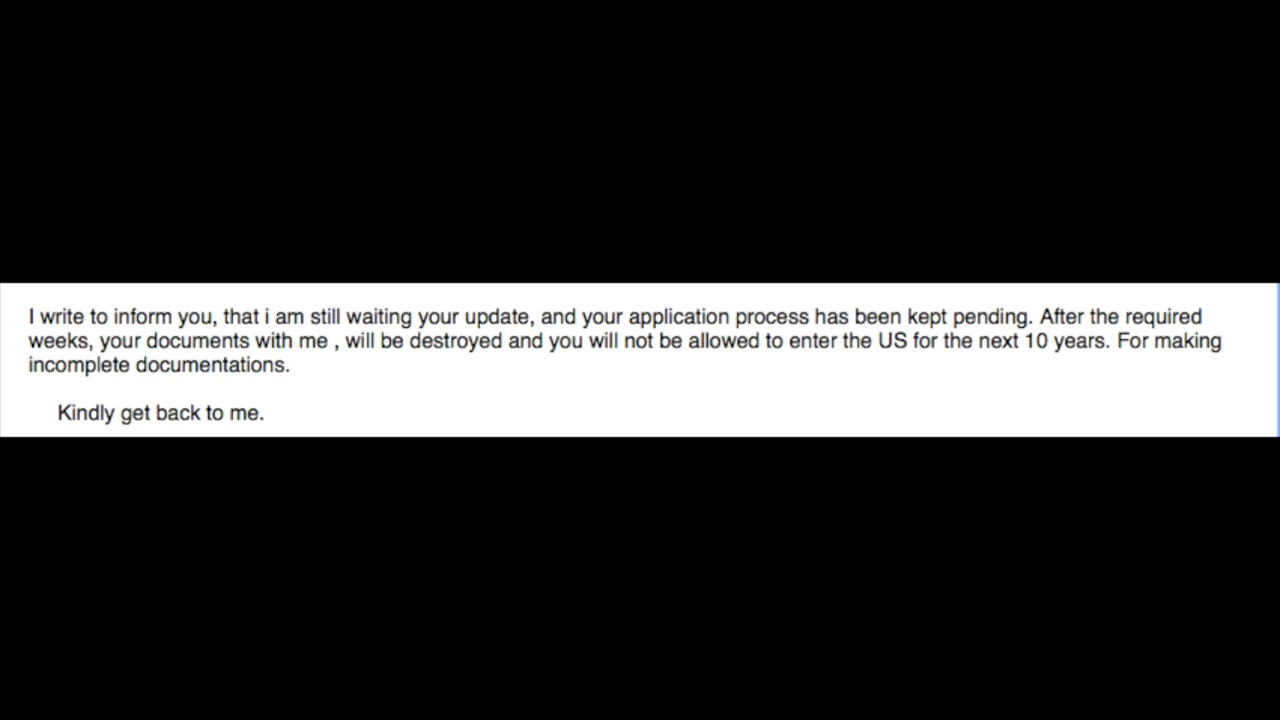 I write to inform you, that i am still waiting your update, and your application process has been kept pending. After the required
weeks, your documents with me , will be destroyed and you will not be allowed to enter the US for the next 10 years. For making
incomplete documentations.
Kindly get back to me.